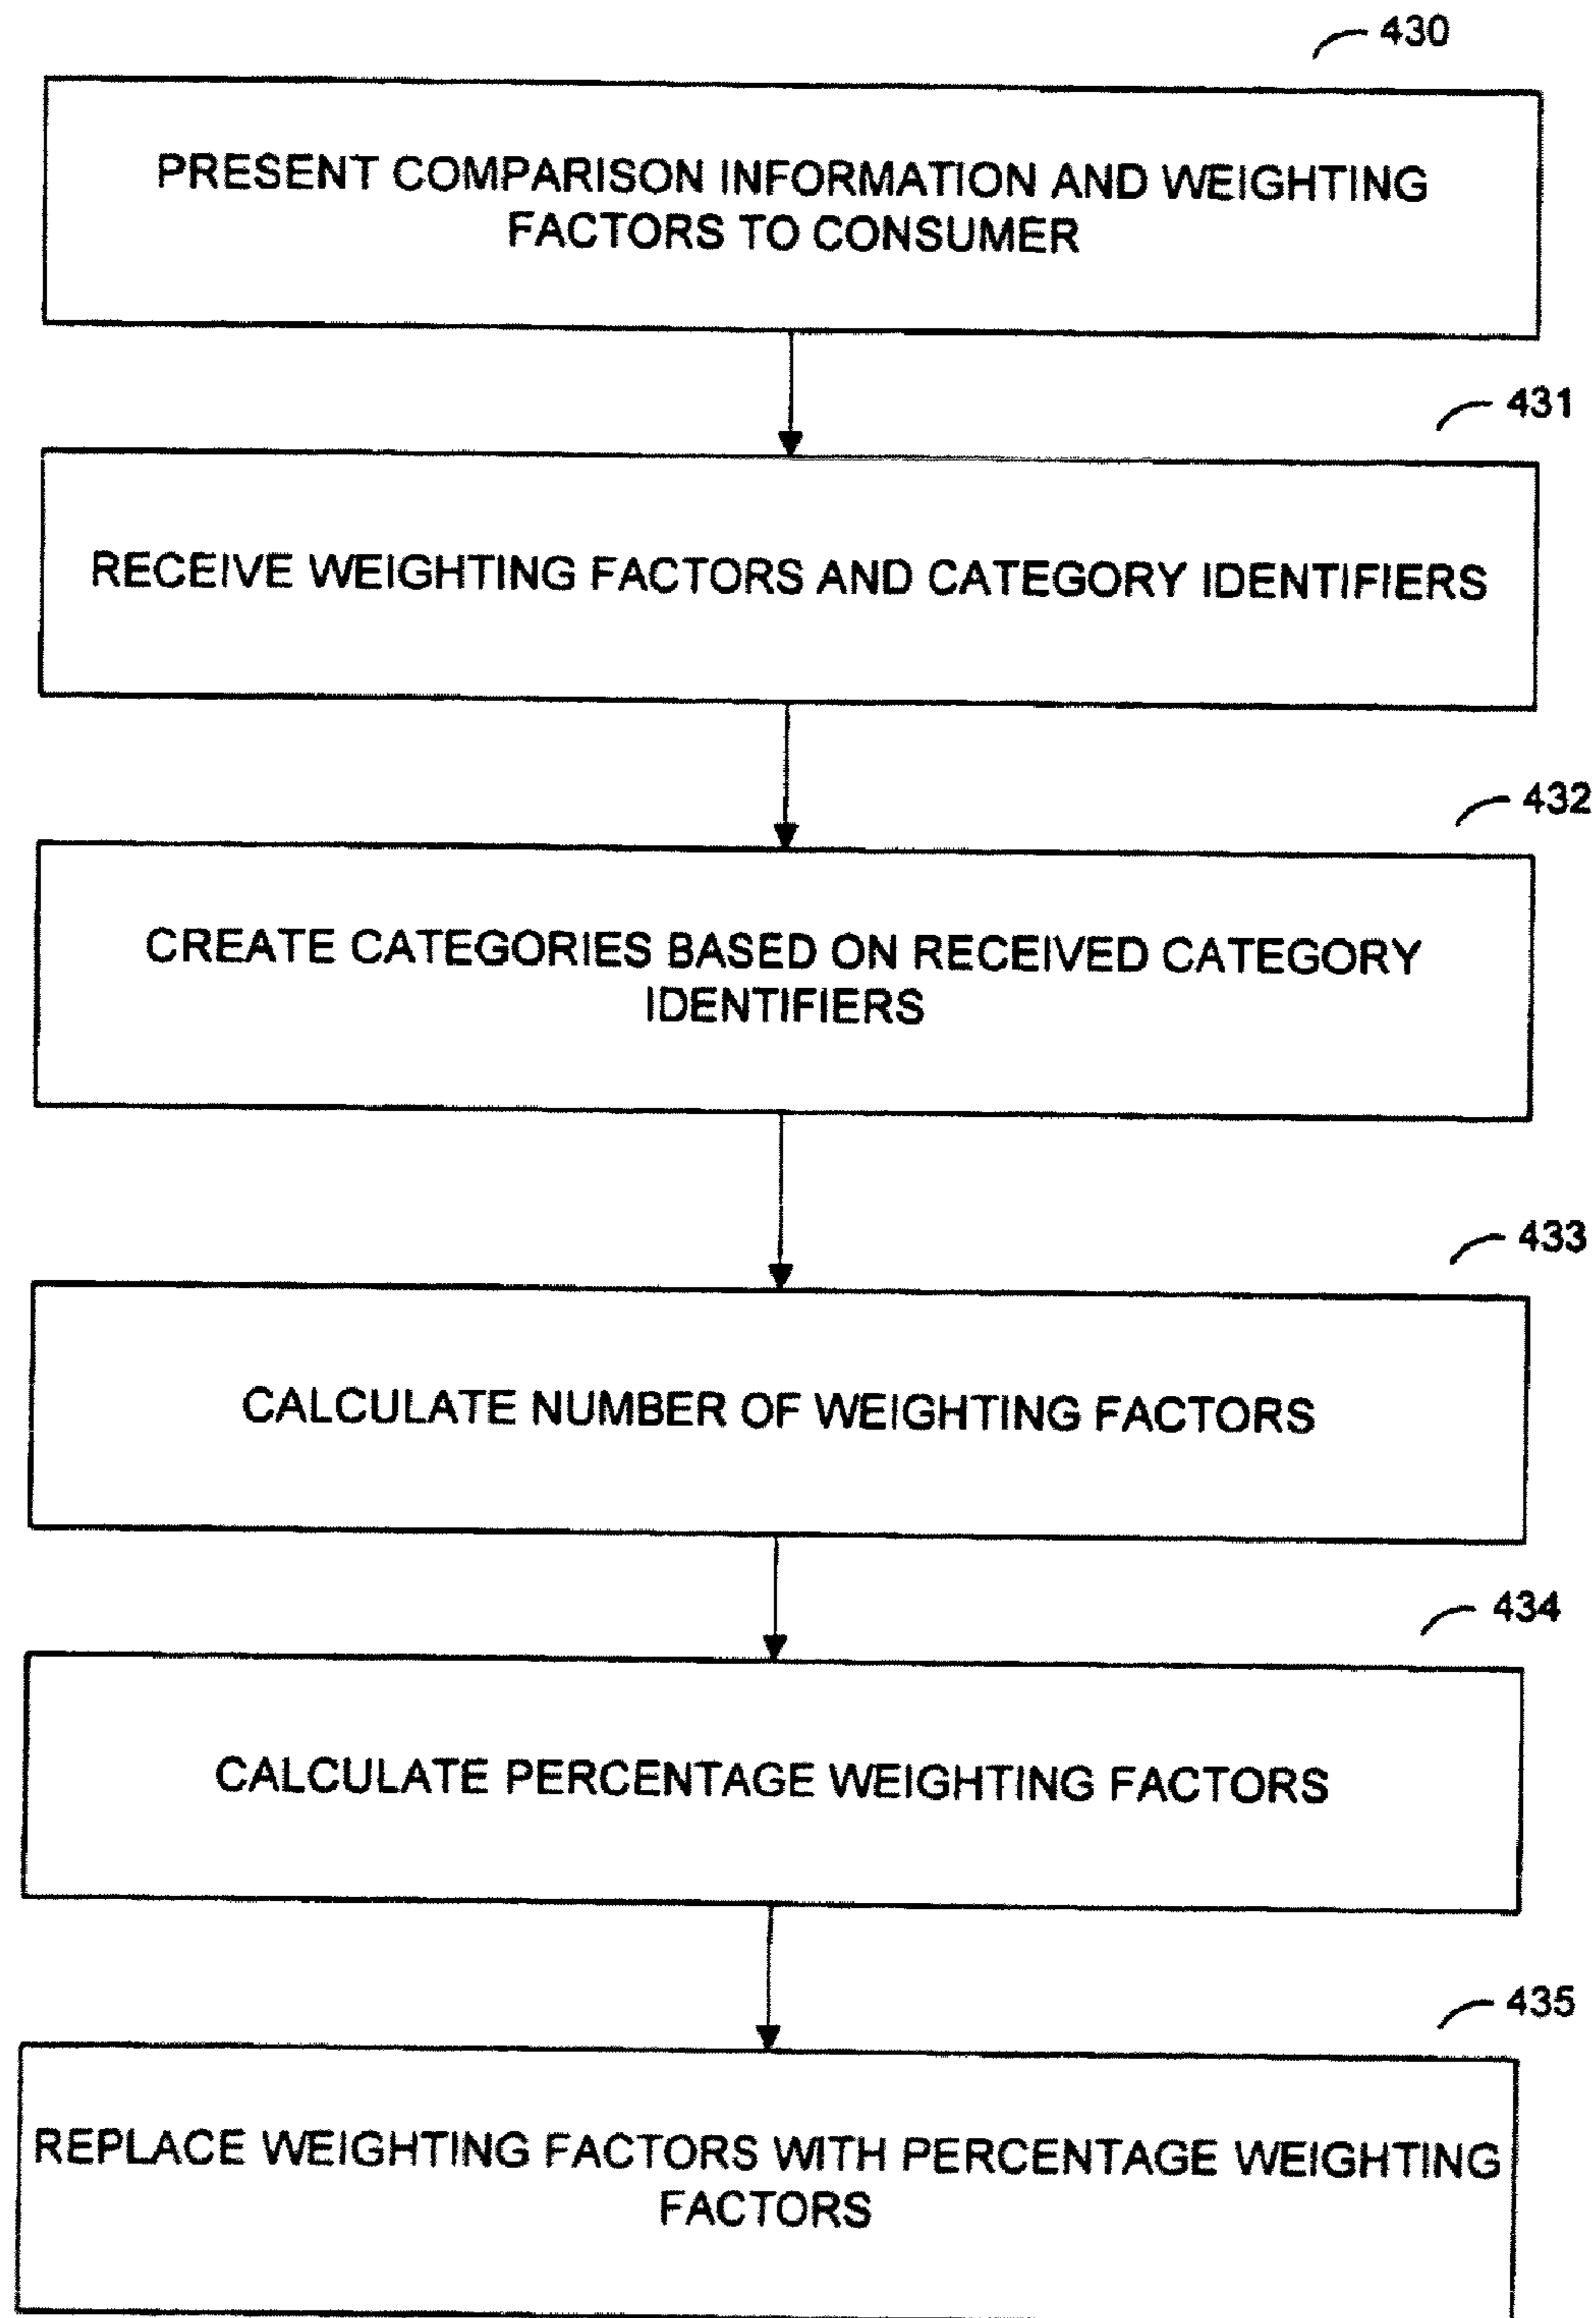 430
PRESENT COMPARISON INFORMATION AND WEIGHTING
FACTORS TO CONSUMER
431
RECEIVE WEIGHTING FACTORS AND CATEGORY IDENTIFIERS
432
CREATE CATEGORIES BASED ON RECEIVED CATEGORY
IDENTIFIERS
433
CALCULATE NUMBER OF WEIGHTING FACTORS
434
CALCULATE PERCENTAGE WEIGHTING FACTORS
435
REPLACE WEIGHTING FACTORS WITH PERCENTAGE WEIGHTING
FACTORS